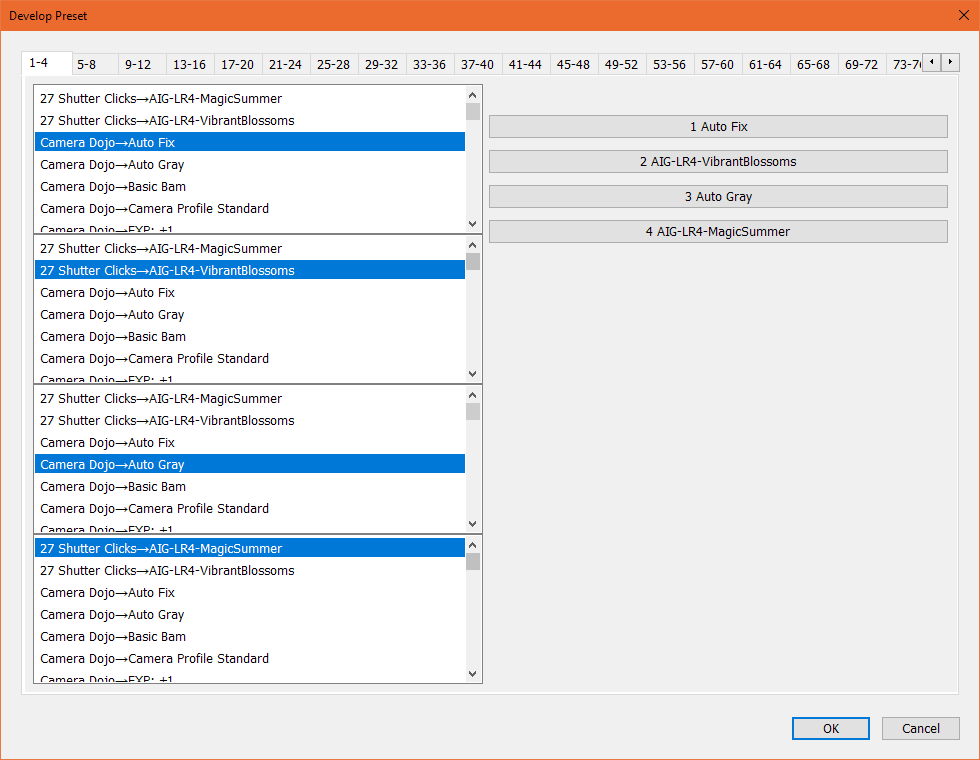 Develop Preset
1-4 5-8 9-12 13-16 17-20 21-24 25-28 29-32 33-36 37-40 41-44 45-48 49-52 53-56 57-60 61-64 65-68 69-72
27 Shutter Clicks→AIG-LR4-MagicSummer
27 Shutter Clicks→AIG-LR4-VibrantBlossoms
Camera Dojo→Auto Fix
Camera Dojo→Auto Gray
Camera Dojo→Basic Bam
Camera Dojo→Camera Profile Standard
Camera Dojo→EXP: +1
27 Shutter Clicks→AIG-LR4-MagicSummer
27 Shutter Clicks→AIG-LR4-VibrantBlossoms
Camera Dojo→Auto Fix
Camera Dojo→Auto Gray
Camera Dojo→Basic Bam
Camera Dojo→Camera Profile Standard
Camera Dojo→EXP: +1
27 Shutter Clicks→AIG-LR4-MagicSummer
27 Shutter Clicks→AIG-LR4-VibrantBlossoms
Camera Dojo→Auto Fix
Camera Dojo→Auto Gray
Camera Dojo→Basic Bam
Camera Dojo→Camera Profile Standard
Camera Dojo→EXP: +1
27 Shutter Clicks→AIG-LR4-MagicSummer
27 Shutter Clicks→AIG-LR4-VibrantBlossoms
Camera Dojo→Auto Fix
Camera Dojo→Auto Gray
Camera Dojo→Basic Bam
Camera Dojo→Camera Profile Standard
Camera Dojo→EXP: +1
1 Auto Fix
2 AIG-LR4-VibrantBlossoms
3 Auto Gray
4 AIG-LR4-MagicSummer
OK Cancel